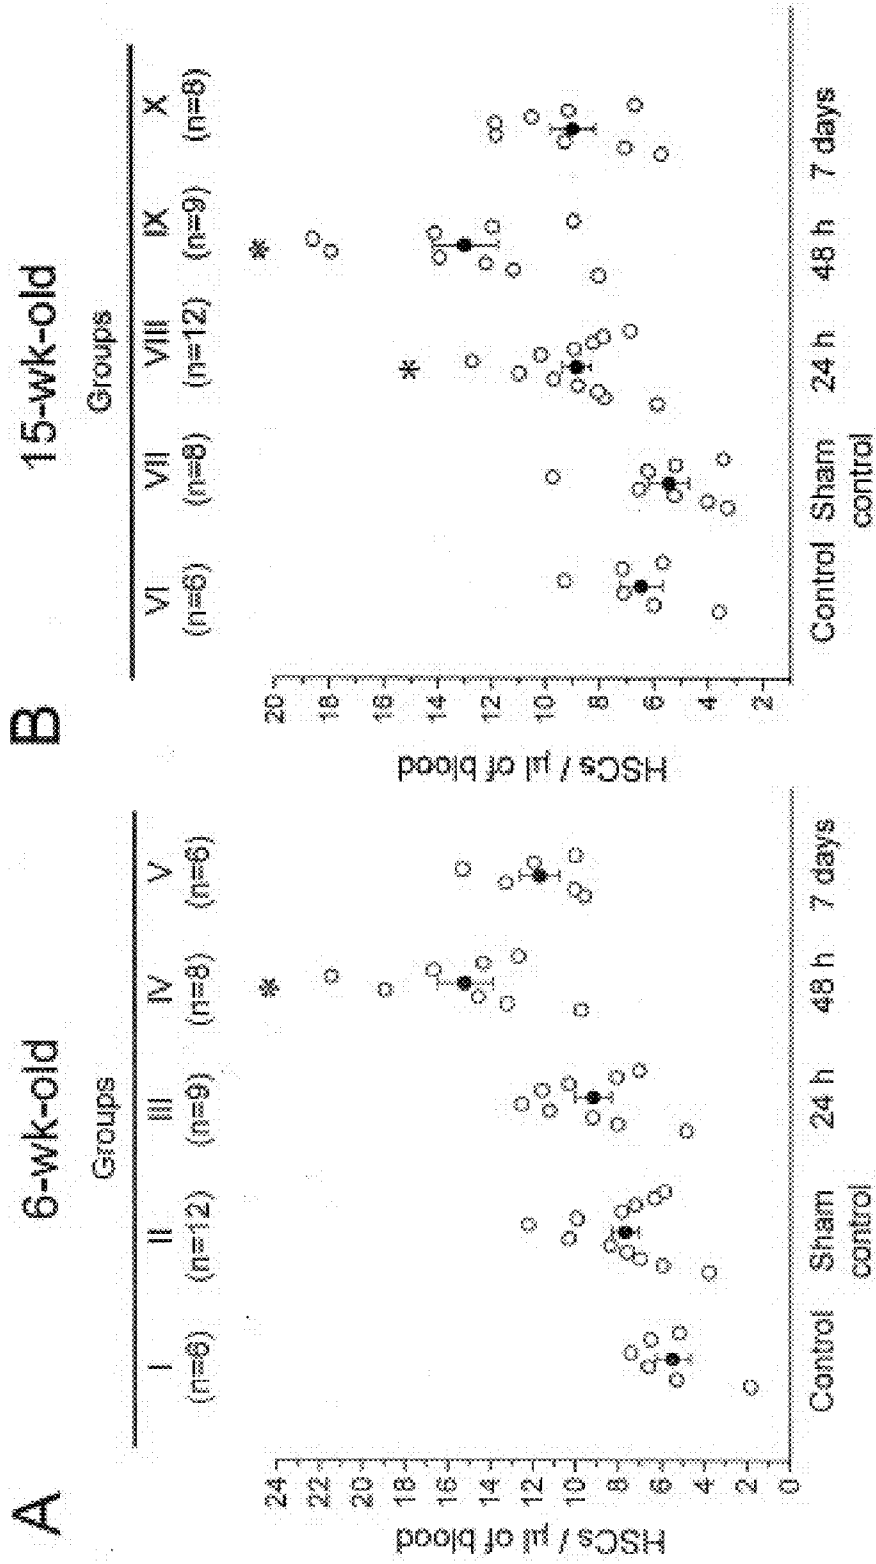 A
6-wk-old
Groups
I II III IV V
(n=6) (n=12) (n=9) (n=8) (n=6)
*
HSCs / µl of blood
24
22
20
18
16
14
12
10
8
6
4
2
0
Control Sham control 24 h 48 h 7 days
B
15-wk-old
Groups
VI VII VIII IX X
(n=6) (n=8) (n=12) (n=9) (n=8)
* *
HSCs / µl of blood
20
18
16
14
12
10
8
6
4
2
Control Sham control 24 h 48 h 7 days